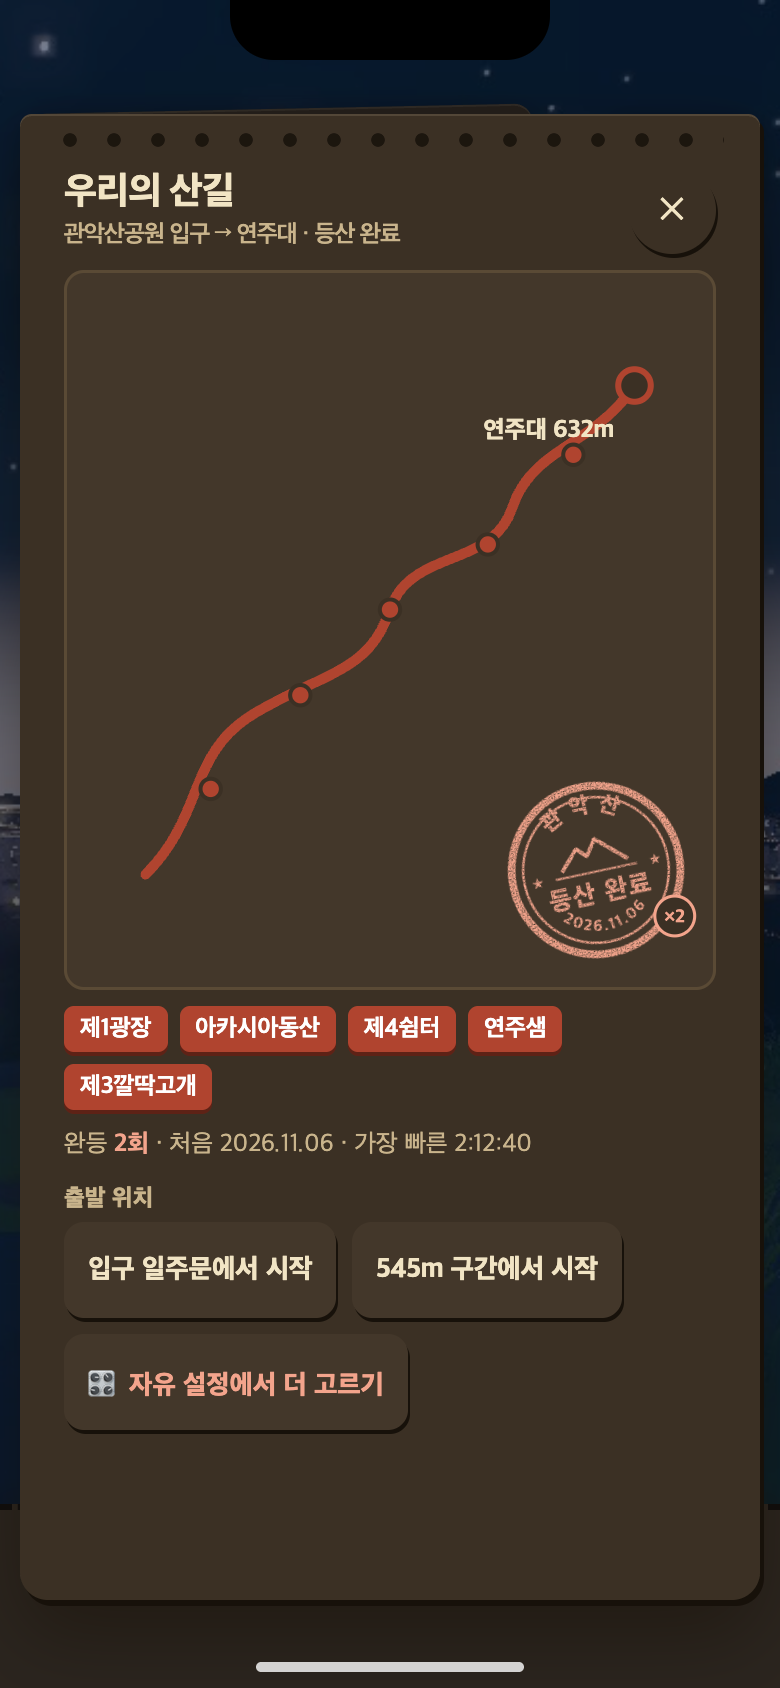 우리의 산길
관악산공원 입구 → 연주대 · 등산 완료
연주대 632m
관악산
등산 완료
2026.11.06
×2
제1광장
아카시아동산
제4쉼터
연주샘
제3깔딱고개
완등 2회 · 처음 2026.11.06 · 가장 빠른 2:12:40
출발 위치
입구 일주문에서 시작
545m 구간에서 시작
자유 설정에서 더 고르기